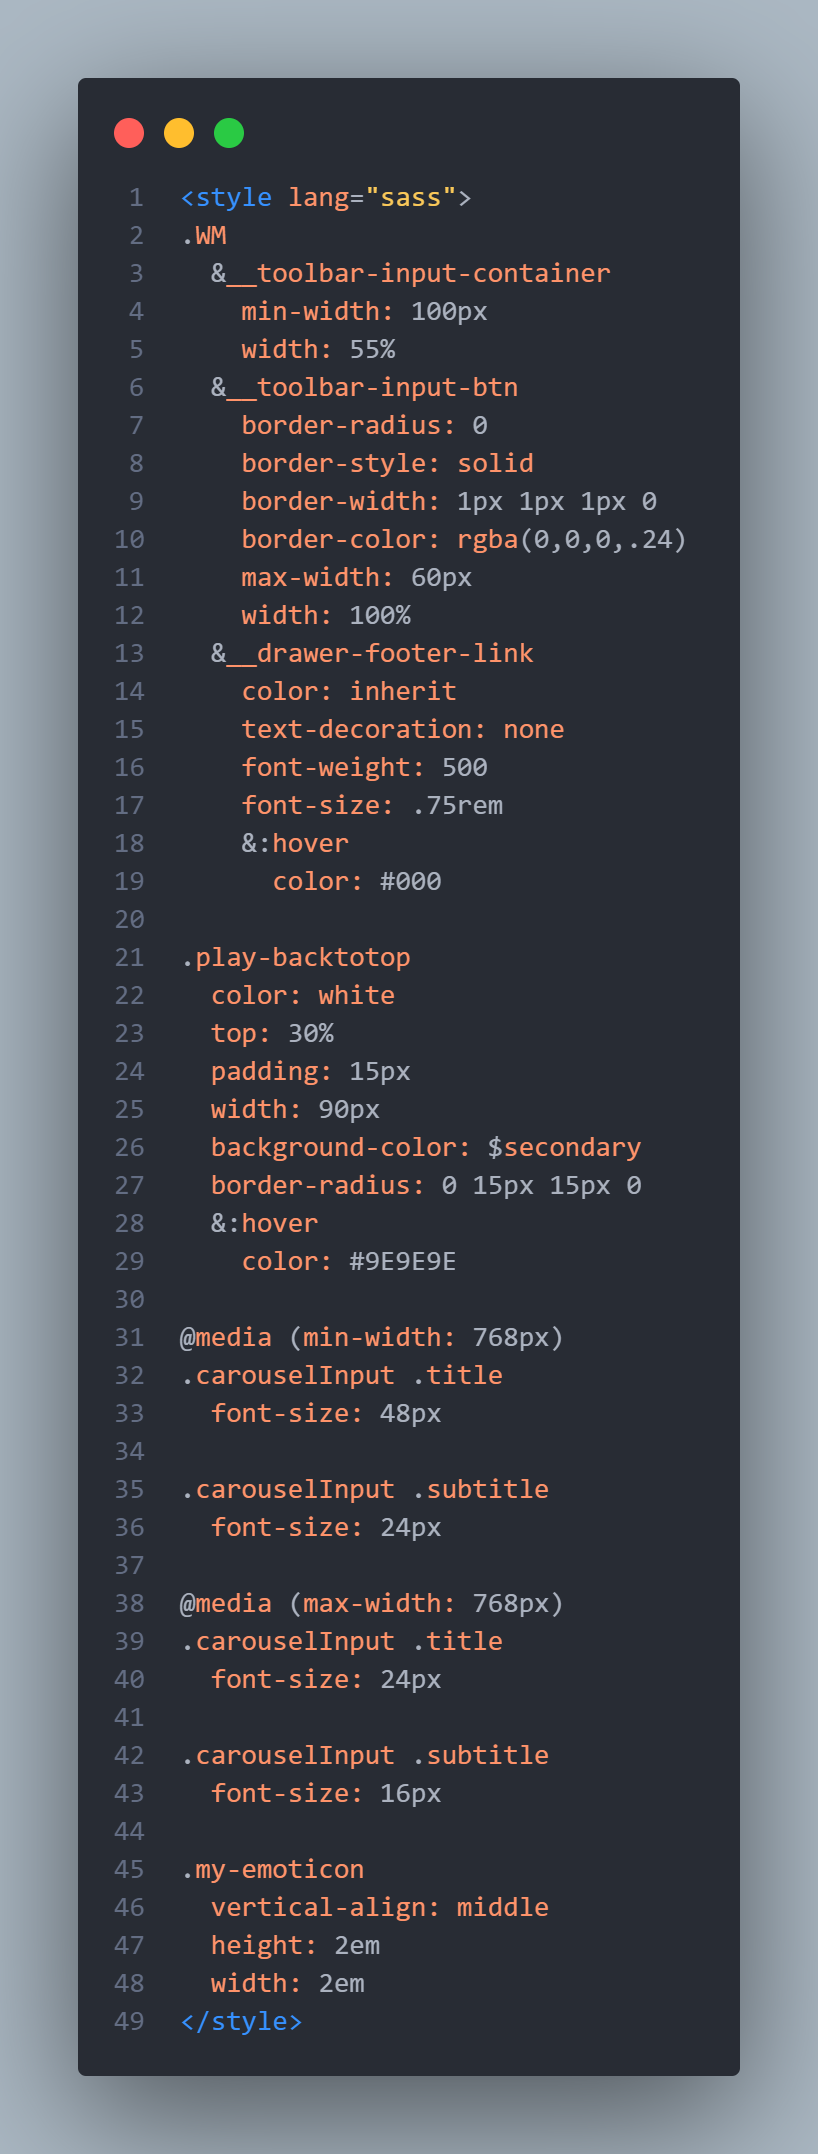 1 <style lang="sass">
2 .WM
3   &__toolbar-input-container
4     min-width: 100px
5     width: 55%
6   &__toolbar-input-btn
7     border-radius: 0
8     border-style: solid
9     border-width: 1px 1px 1px 0
10     border-color: rgba(0,0,0,.24)
11     max-width: 60px
12     width: 100%
13   &__drawer-footer-link
14     color: inherit
15     text-decoration: none
16     font-weight: 500
17     font-size: .75rem
18     &:hover
19       color: #000
20
21 .play-backtotop
22   color: white
23   top: 30%
24   padding: 15px
25   width: 90px
26   background-color: $secondary
27   border-radius: 0 15px 15px 0
28   &:hover
29     color: #9E9E9E
30
31 @media (min-width: 768px)
32 .carouselInput .title
33   font-size: 48px
34
35 .carouselInput .subtitle
36   font-size: 24px
37
38 @media (max-width: 768px)
39 .carouselInput .title
40   font-size: 24px
41
42 .carouselInput .subtitle
43   font-size: 16px
44
45 .my-emoticon
46   vertical-align: middle
47   height: 2em
48   width: 2em
49 </style>